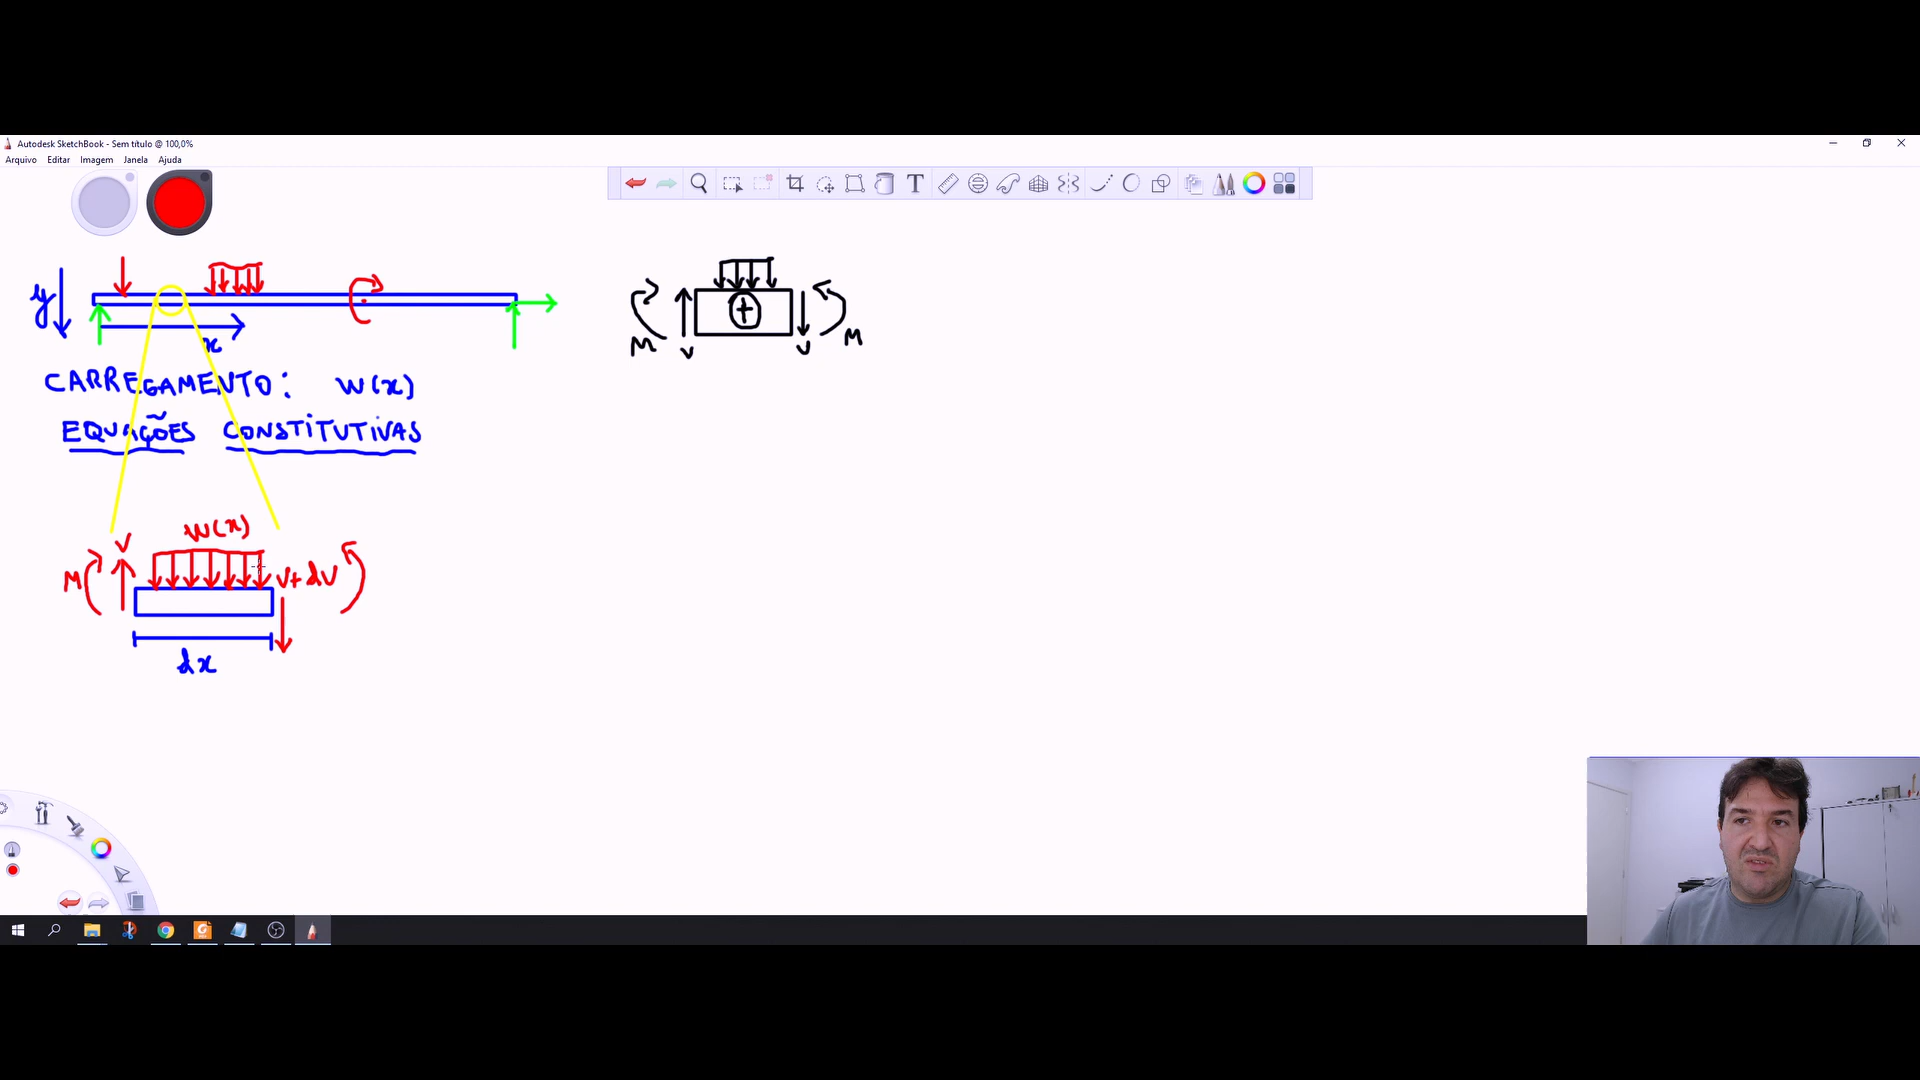 Autodesk SketchBook - Sem título @ 100,0%
Arquivo Editar Imagem Janela Ajuda
y
x
M V V M
+
CARREGAMENTO: W(x)
EQUAÇÕES CONSTITUTIVAS
W(x)
V
M
V+dV
dx